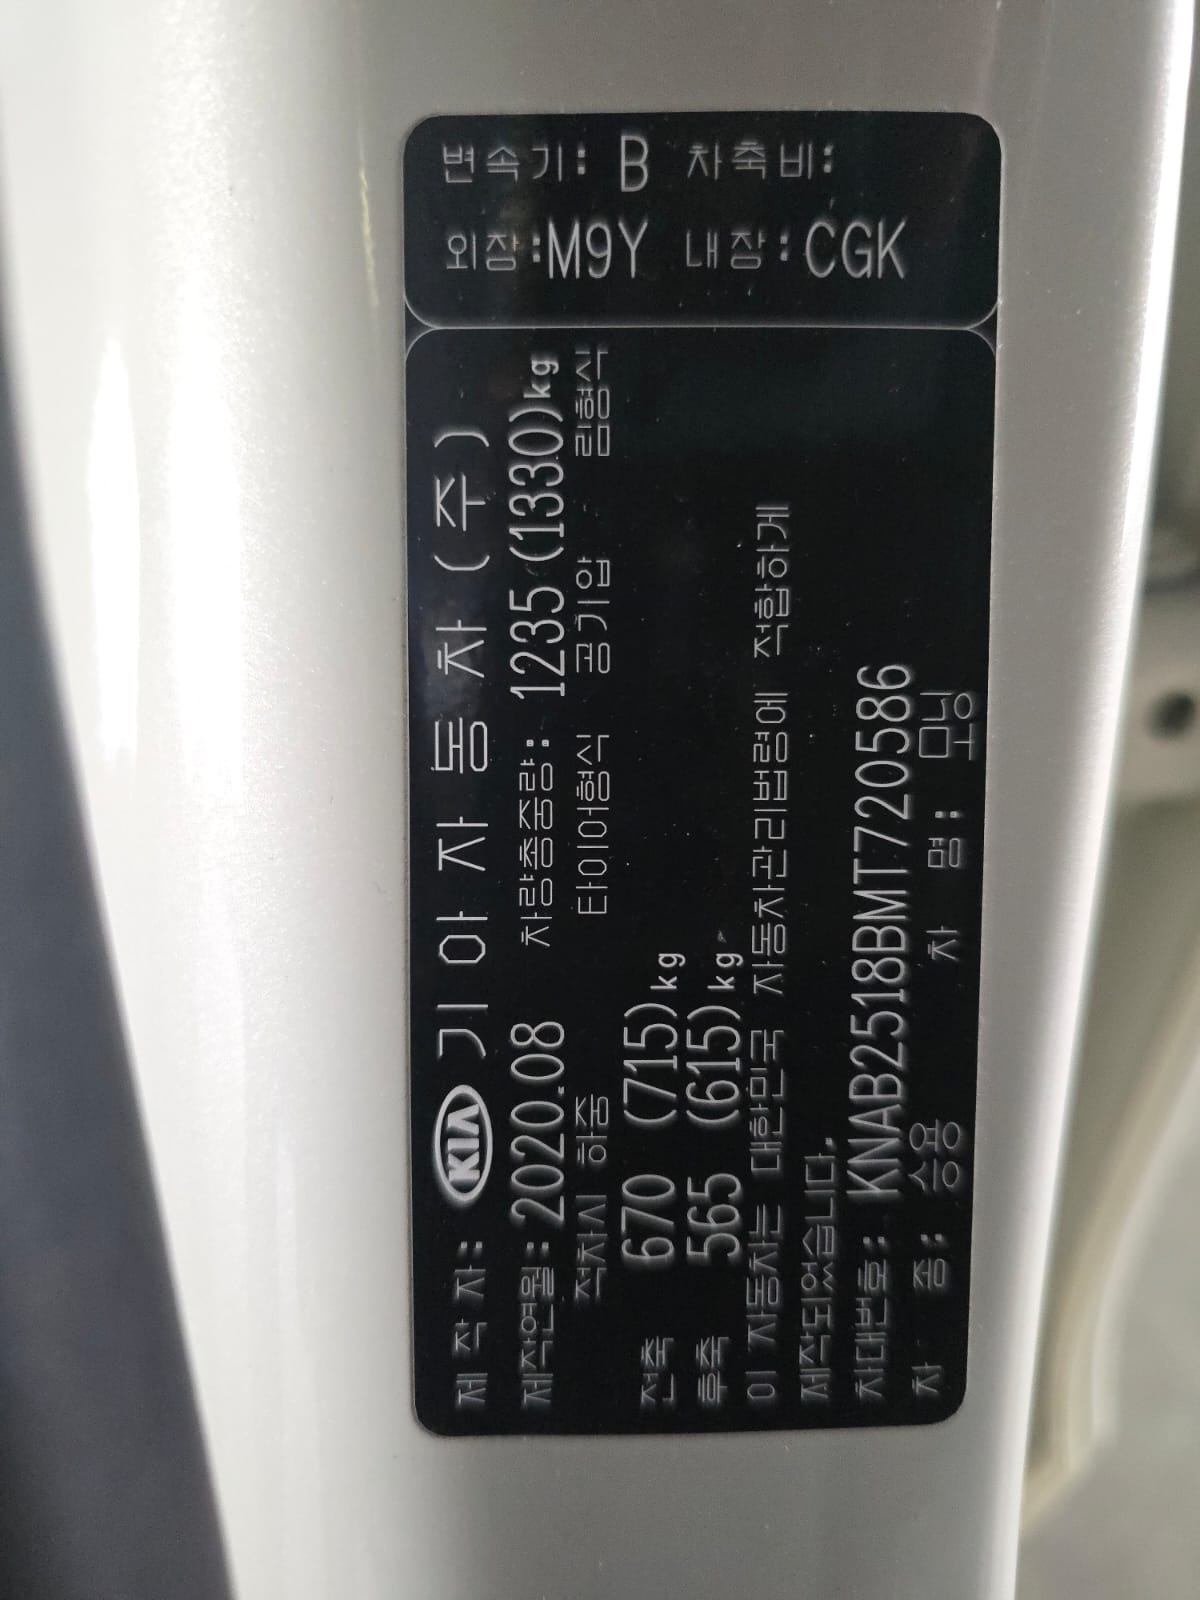 변속기: B 차축비:
외장:M9Y 내장:CGK
제 작 자: KIA 기아자동차(주)
제작연월: 2020.08 차량총중량: 1235(1330)kg
적차시 하중 타이어형식 공기압 림형식
전축 670 (715)kg
후축 565 (615)kg
이 자동차는 대한민국 자동차관리법령에 적합하게
제작되었습니다.
차대번호: KNAB2518BMT720586
차 종: 승용 차 명: 모닝